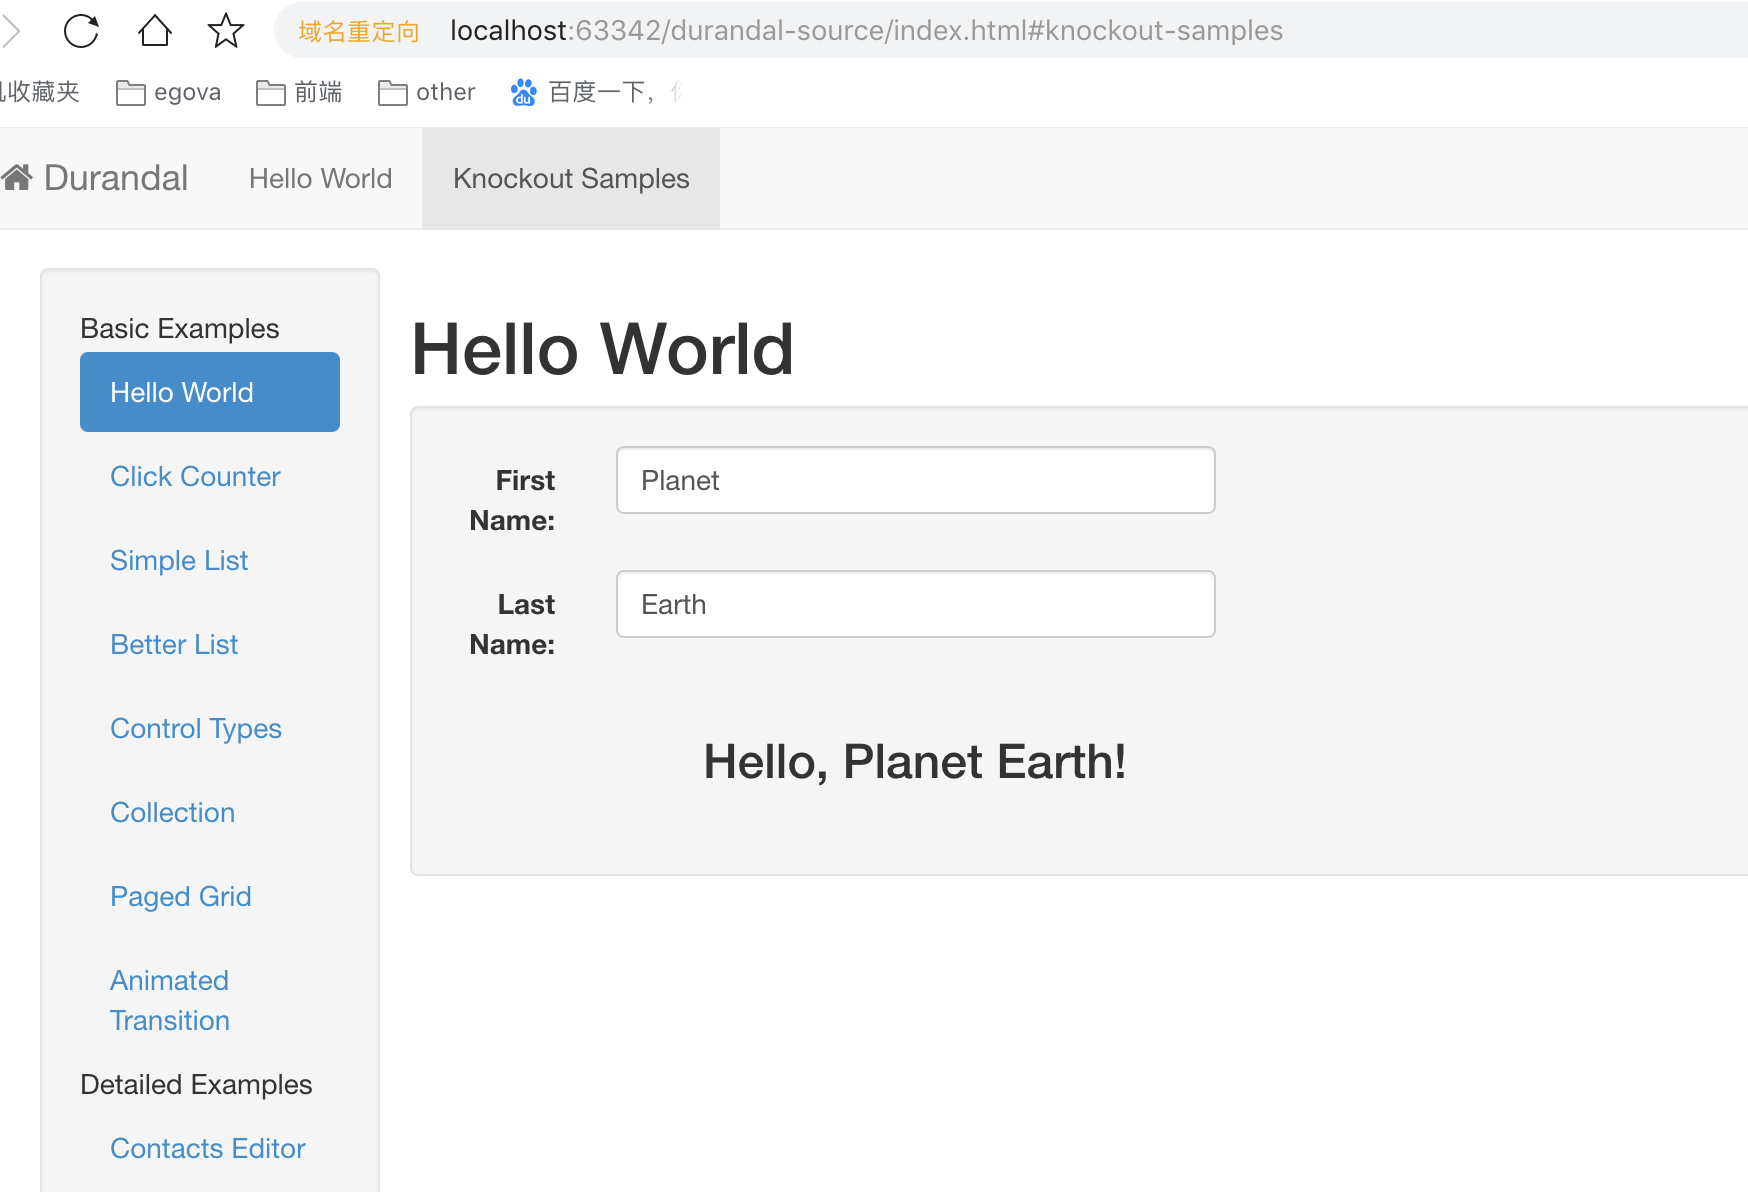 域名重定向 localhost:63342/durandal-source/index.html#knockout-samples
收藏夹 egova 前端 other du 百度一下，
Durandal Hello World Knockout Samples
Basic Examples
Hello World
Click Counter
Simple List
Better List
Control Types
Collection
Paged Grid
Animated
Transition
Detailed Examples
Contacts Editor
Hello World
First
Name:
Planet
Last
Name:
Earth
Hello, Planet Earth!